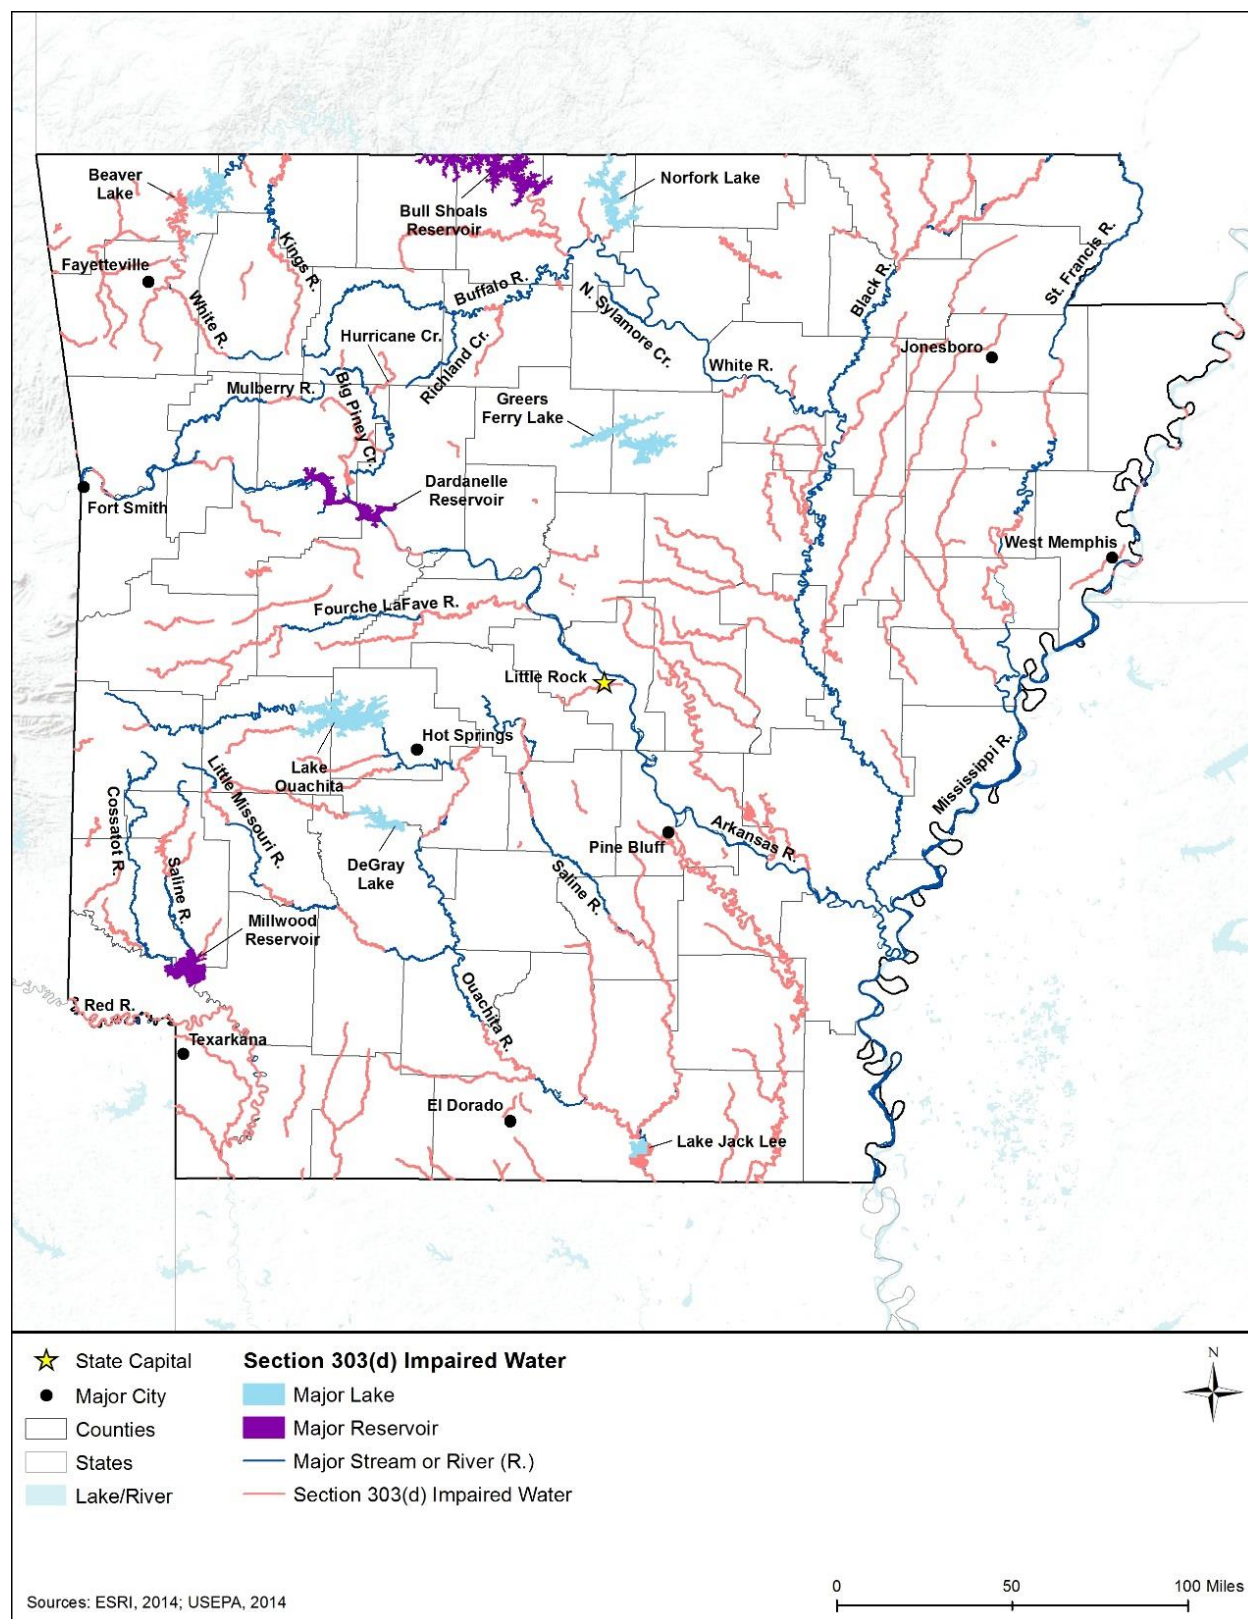 Beaver
Lake
Norfork Lake
Bull Shoals
Reservoir
Kings R.
Fayetteville
White R.
Buffalo R.
N. Sylamore Cr.
Black R.
St. Francis R.
Hurricane Cr.
Richland Cr.
Jonesboro
White R.
Mulberry R.
Big Piney Cr.
Greers
Ferry Lake
Dardanelle
Reservoir
Fort Smith
West Memphis
Fourche LaFave R.
Little Rock
Hot Springs
Lake
Ouachita
Little Missouri R.
Cossatot R.
Mississippi R.
DeGray
Lake
Pine Bluff
Arkansas R.
Saline R.
Saline R.
Millwood
Reservoir
Red R.
Ouachita R.
Texarkana
El Dorado
Lake Jack Lee
State Capital
Major City
Counties
States
Lake/River
Section 303(d) Impaired Water
Major Lake
Major Reservoir
Major Stream or River (R.)
Section 303(d) Impaired Water
N
0 50 100 Miles
Sources: ESRI, 2014; USEPA, 2014